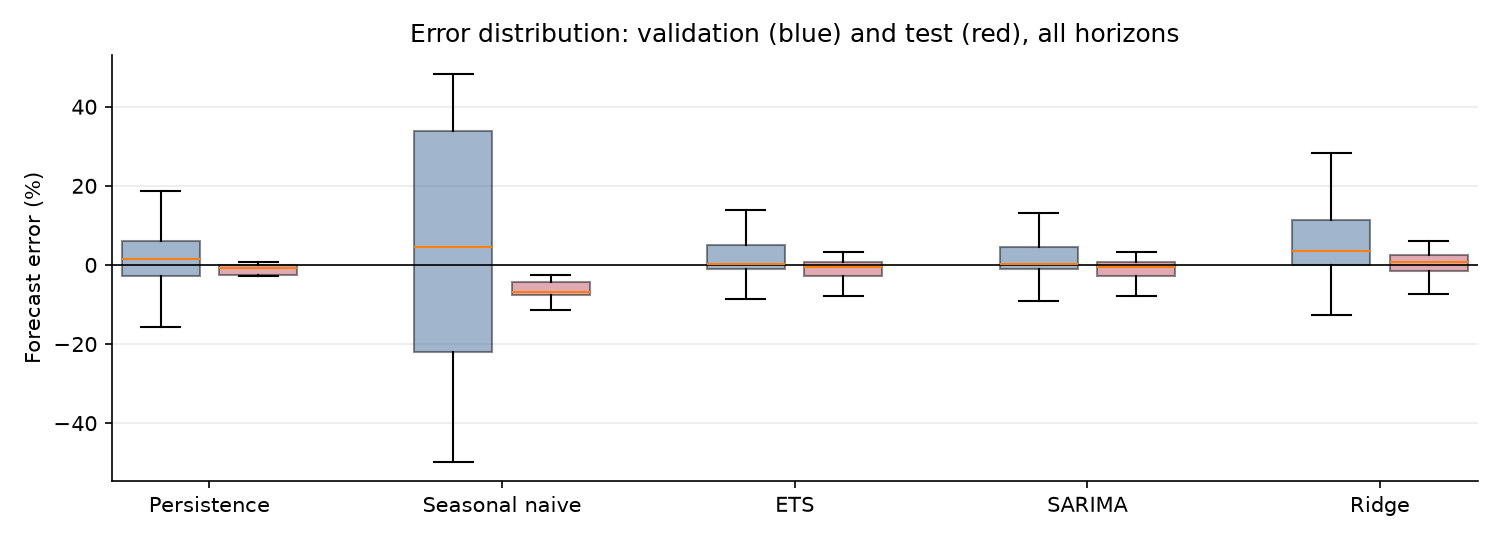 Error distribution: validation (blue) and test (red), all horizons
Forecast error (%)
40
20
0
−20
−40
Persistence
Seasonal naive
ETS
SARIMA
Ridge